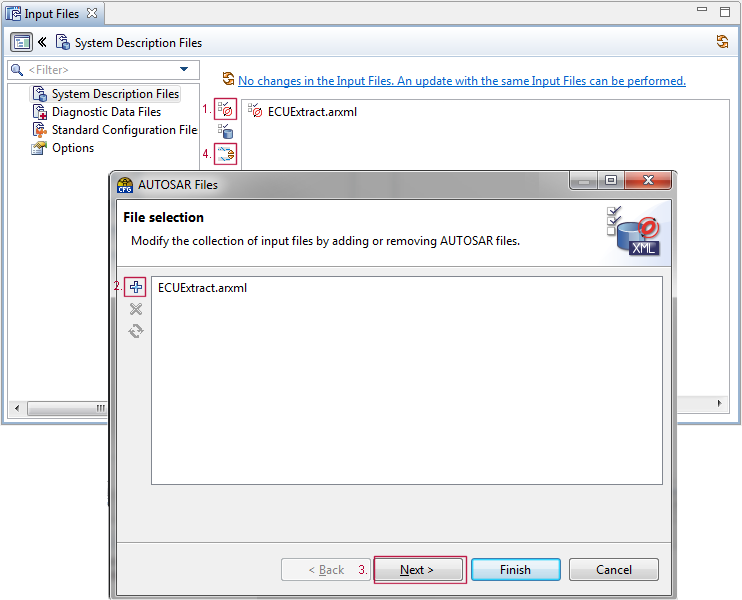 Input Files
System Description Files
<Filter>
No changes in the Input Files. An update with the same Input Files can be performed.
System Description Files
Diagnostic Data Files
Standard Configuration File
Options
1.
ECUExtract.arxml
4.
CFG
AUTOSAR Files
File selection
Modify the collection of input files by adding or removing AUTOSAR files.
XML
2.
ECUExtract.arxml
< Back
3.
Next >
Finish
Cancel